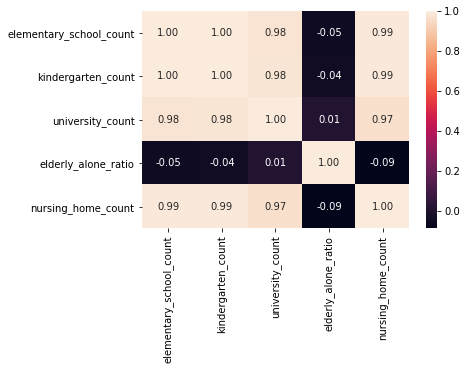 elementary_school_count 1.00 1.00 0.98 -0.05 0.99
kindergarten_count 1.00 1.00 0.98 -0.04 0.99
university_count 0.98 0.98 1.00 0.01 0.97
elderly_alone_ratio -0.05 -0.04 0.01 1.00 -0.09
nursing_home_count 0.99 0.99 0.97 -0.09 1.00
elementary_school_count
kindergarten_count
university_count
elderly_alone_ratio
nursing_home_count
1.0
0.8
0.6
0.4
0.2
0.0